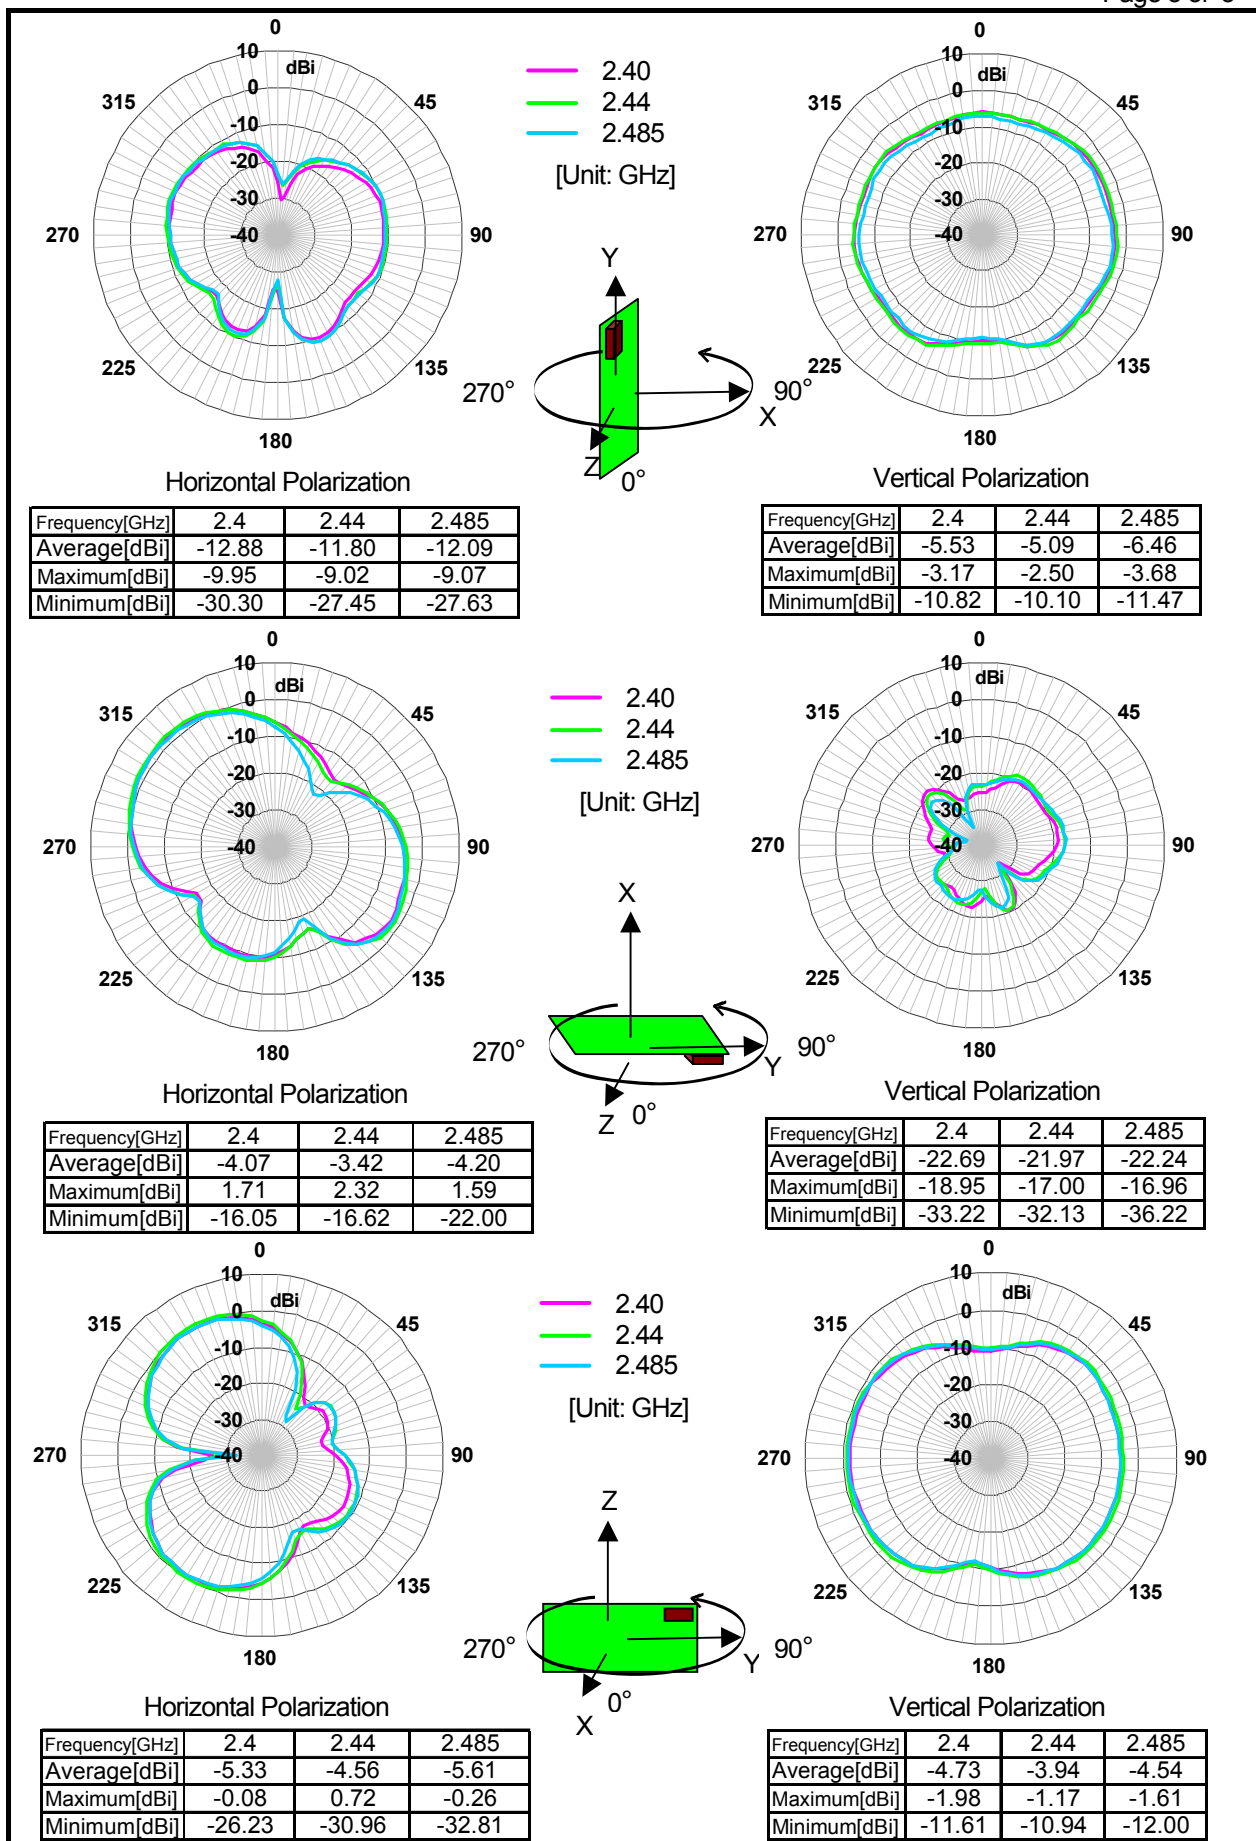 0
10
dBi
0
-10
-20
-30
-40
315
45
270
90
225
135
180
2.40
2.44
2.485
[Unit: GHz]
0
10
dBi
0
-10
-20
-30
-40
315
45
270
90
225
135
180
Y
270°
90°
X
Z
0°
Horizontal Polarization
Frequency[GHz] 2.4 2.44 2.485
Average[dBi] -12.88 -11.80 -12.09
Maximum[dBi] -9.95 -9.02 -9.07
Minimum[dBi] -30.30 -27.45 -27.63
Vertical Polarization
Frequency[GHz] 2.4 2.44 2.485
Average[dBi] -5.53 -5.09 -6.46
Maximum[dBi] -3.17 -2.50 -3.68
Minimum[dBi] -10.82 -10.10 -11.47
0
10
dBi
0
-10
-20
-30
-40
315
45
270
90
225
135
180
2.40
2.44
2.485
[Unit: GHz]
0
10
dBi
0
-10
-20
-30
-40
315
45
270
90
225
135
180
X
270°
90°
Y
Z
0°
Horizontal Polarization
Frequency[GHz] 2.4 2.44 2.485
Average[dBi] -4.07 -3.42 -4.20
Maximum[dBi] 1.71 2.32 1.59
Minimum[dBi] -16.05 -16.62 -22.00
Vertical Polarization
Frequency[GHz] 2.4 2.44 2.485
Average[dBi] -22.69 -21.97 -22.24
Maximum[dBi] -18.95 -17.00 -16.96
Minimum[dBi] -33.22 -32.13 -36.22
0
10
dBi
0
-10
-20
-30
-40
315
45
270
90
225
135
180
2.40
2.44
2.485
[Unit: GHz]
0
10
dBi
0
-10
-20
-30
-40
315
45
270
90
225
135
180
Z
270°
90°
Y
X
0°
Horizontal Polarization
Frequency[GHz] 2.4 2.44 2.485
Average[dBi] -5.33 -4.56 -5.61
Maximum[dBi] -0.08 0.72 -0.26
Minimum[dBi] -26.23 -30.96 -32.81
Vertical Polarization
Frequency[GHz] 2.4 2.44 2.485
Average[dBi] -4.73 -3.94 -4.54
Maximum[dBi] -1.98 -1.17 -1.61
Minimum[dBi] -11.61 -10.94 -12.00